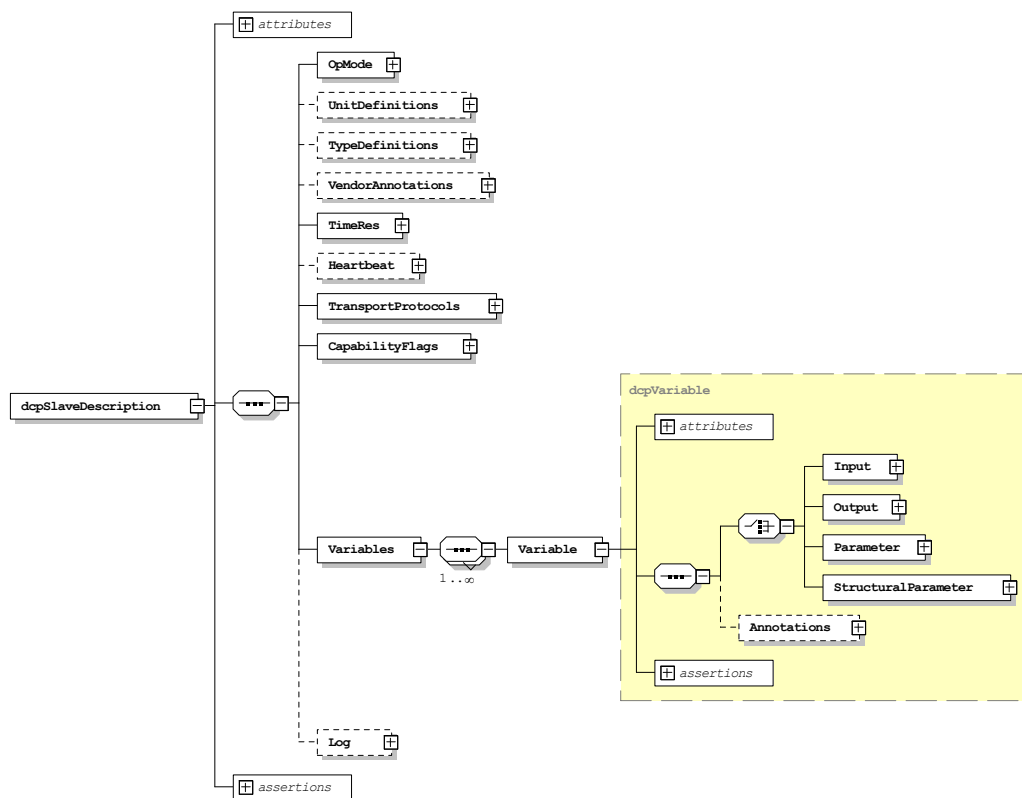 attributes
OpMode
UnitDefinitions
TypeDefinitions
VendorAnnotations
TimeRes
Heartbeat
TransportProtocols
CapabilityFlags
dcpSlaveDescription
dcpVariable
attributes
Input
Output
Variables
Variable
Parameter
1..∞
StructuralParameter
Annotations
assertions
Log
assertions